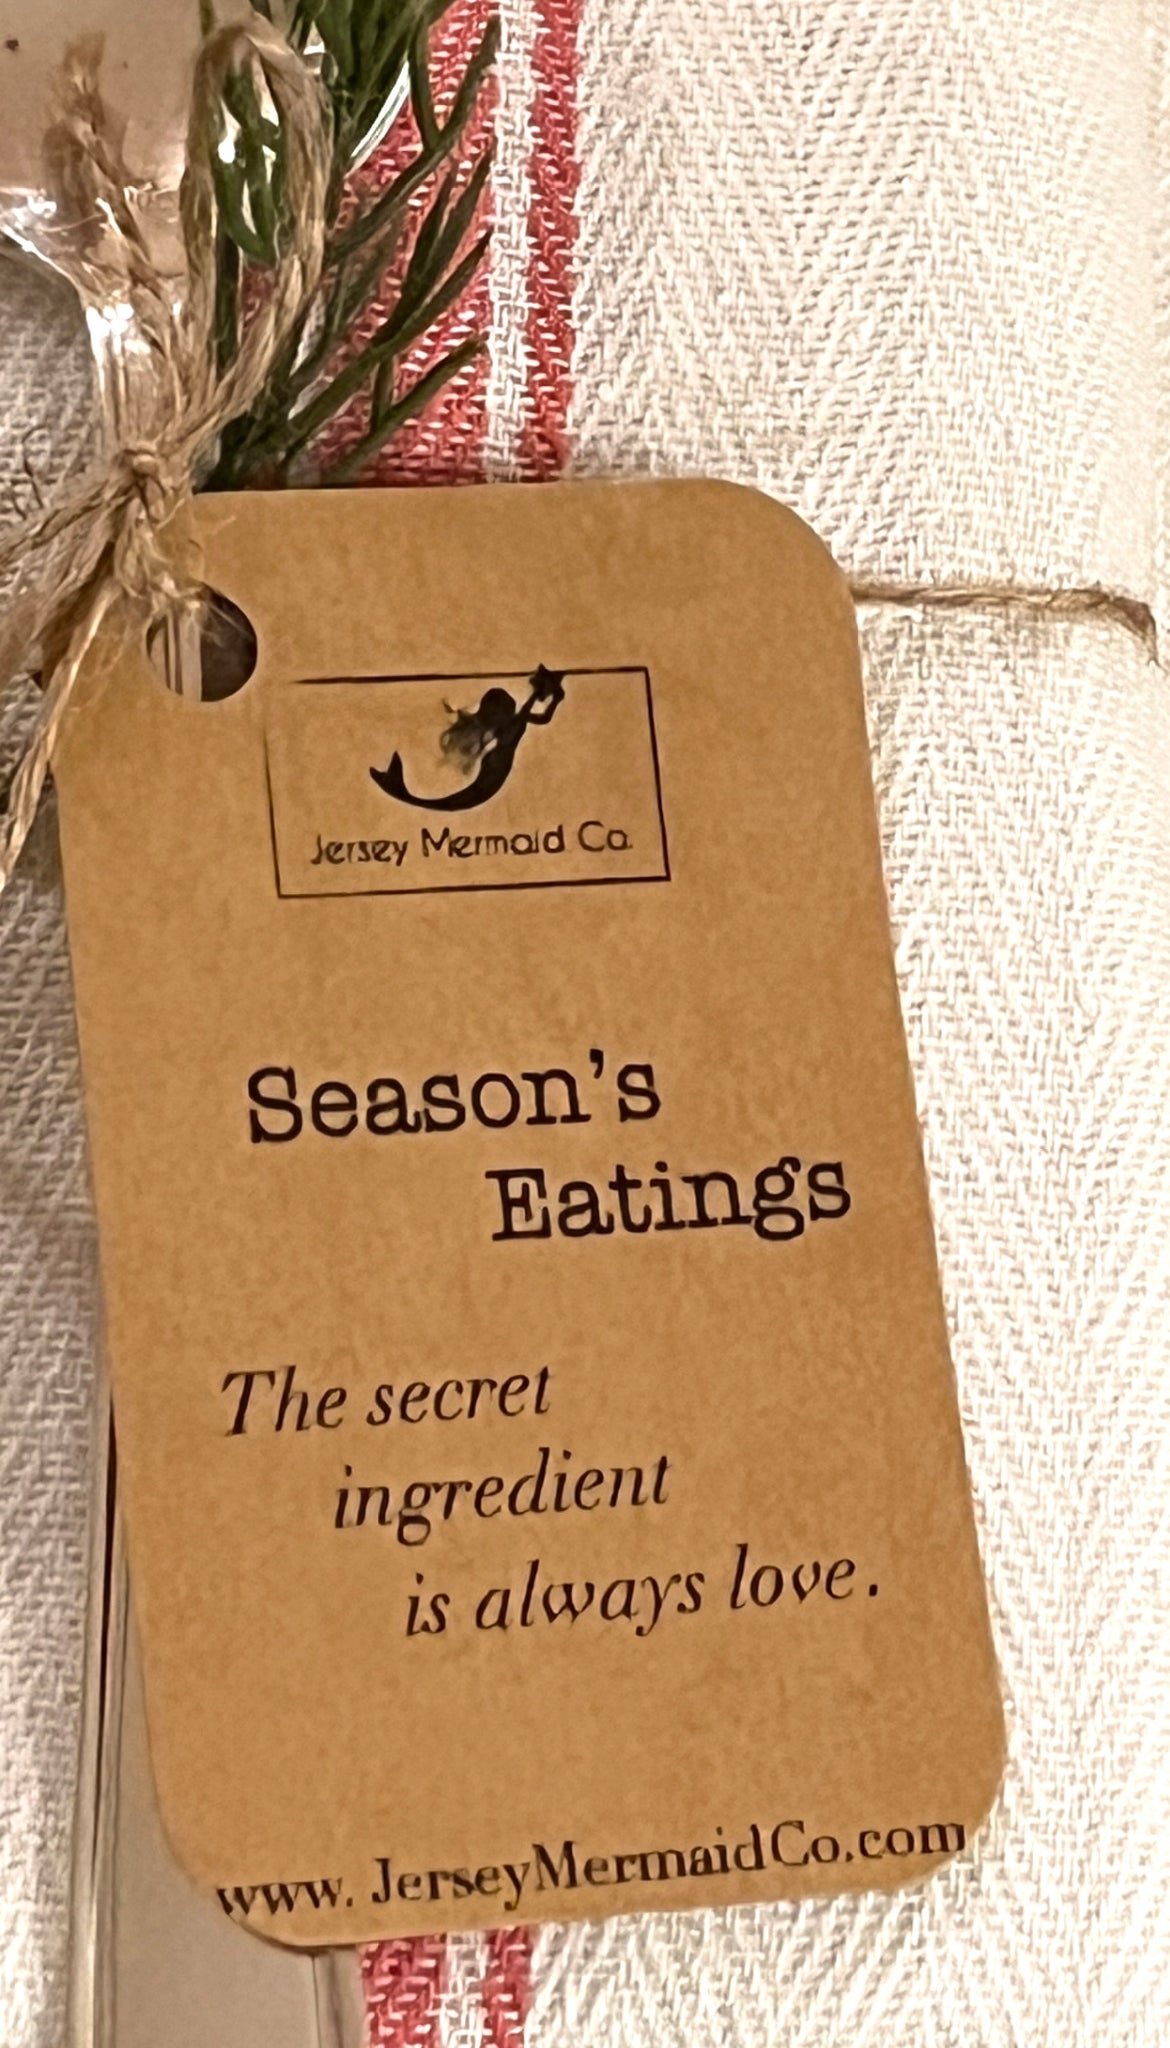 Jersey Mermaid Co.
Season's
Eatings
The secret
ingredient
is always love.
www. JerseyMermaidCo.com